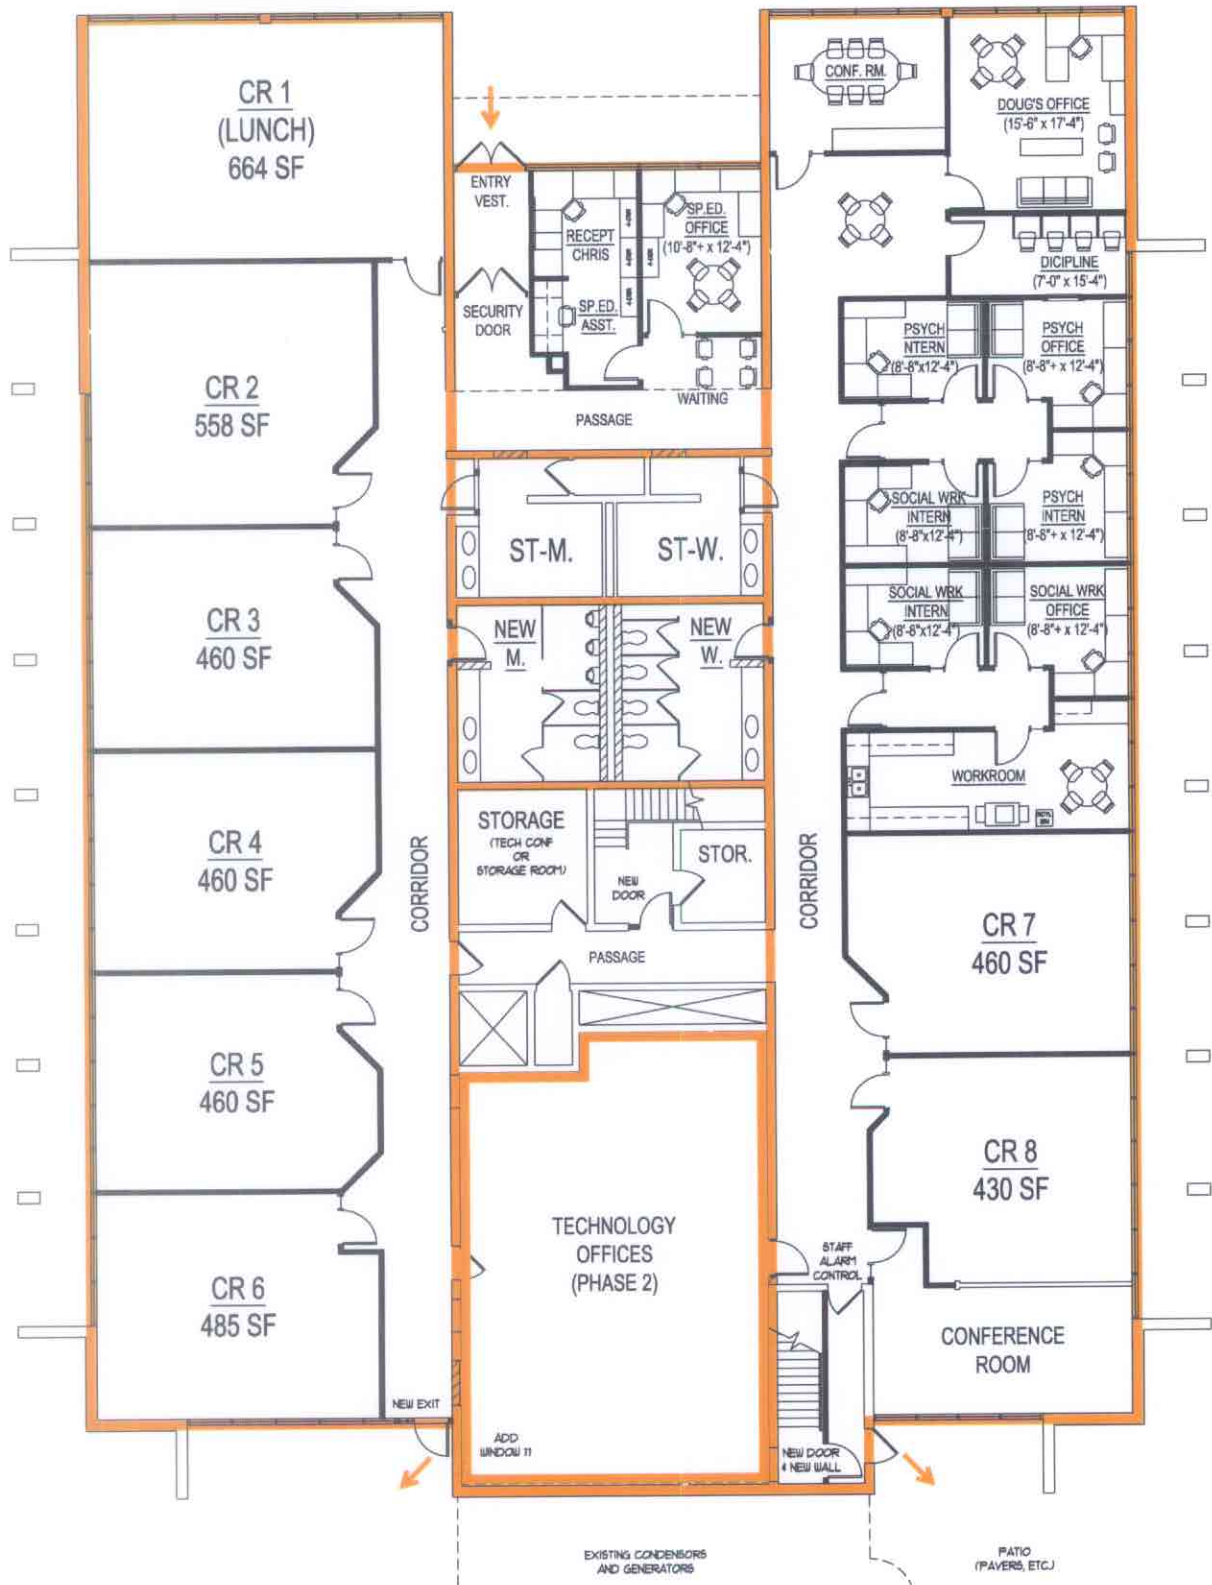 CR 1
(LUNCH)
664 SF
CONF. RM.
DOUG'S OFFICE
(15'-6" x 17'-4")
ENTRY
VEST.
RECEPT
CHRIS
SP.ED.
OFFICE
(10'-8"+ x 12'-4")
DICIPLINE
(7'-0" x 15'-4")
SECURITY
DOOR
SP.ED.
ASST.
PSYCH
NTERN
(8'-8"x12'-4")
PSYCH
OFFICE
(8'-8"+ x 12'-4")
CR 2
558 SF
WAITING
PASSAGE
SOCIAL WRK
INTERN
(8'-8"x12'-4")
PSYCH
INTERN
(8'-8"+ x 12'-4")
ST-M.
ST-W.
CR 3
460 SF
NEW
M.
NEW
W.
SOCIAL WRK
INTERN
(8'-8"x12'-4")
SOCIAL WRK
OFFICE
(8'-8"+ x 12'-4")
WORKROOM
CR 4
460 SF
CORRIDOR
STORAGE
(TECH CONF
OR
STORAGE ROOM)
NEW
DOOR
STOR.
CORRIDOR
CR 7
460 SF
PASSAGE
CR 5
460 SF
CR 8
430 SF
TECHNOLOGY
OFFICES
(PHASE 2)
STAFF
ALARM
CONTROL
CR 6
485 SF
CONFERENCE
ROOM
NEW EXIT
ADD
WINDOW ??
NEW DOOR
& NEW WALL
EXISTING CONDENSORS
AND GENERATORS
PATIO
(PAVERS, ETC.)